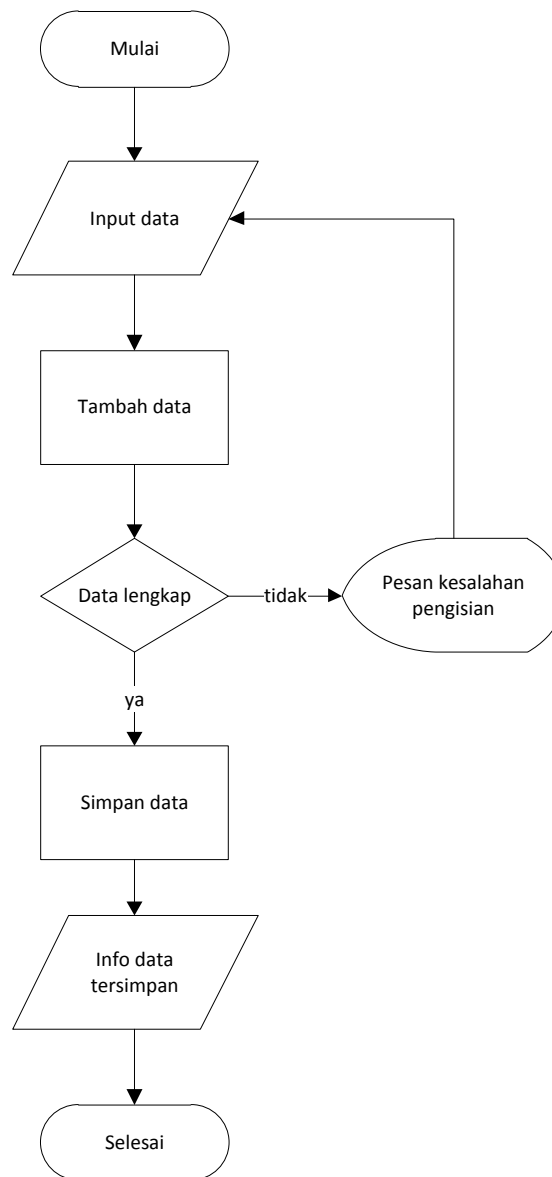 Mulai
Input data
Tambah data
Data lengkap
tidak
Pesan kesalahan
pengisian
ya
Simpan data
Info data
tersimpan
Selesai